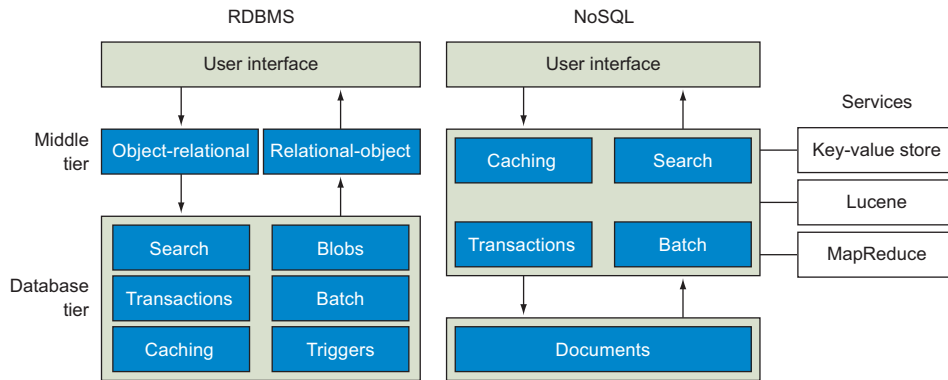 RDBMS
NoSQL
User interface
User interface
Services
Middle
tier
Object-relational
Relational-object
Caching
Search
Key-value store
Lucene
Search
Blobs
Transactions
Batch
MapReduce
Database
tier
Transactions
Batch
Caching
Triggers
Documents